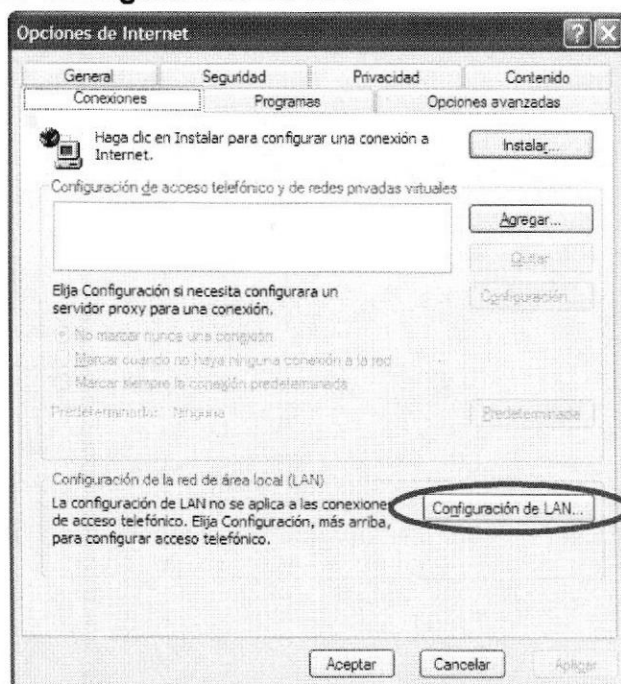 Opciones de Internet
General Seguridad Privacidad Contenido
Conexiones Programas Opciones avanzadas
Haga clic en Instalar para configurar una conexión a
Internet.
Instalar...
Configuración de acceso telefónico y de redes privadas virtuales
Agregar...
Quitar
Elija Configuración si necesita configurara un
servidor proxy para una conexión.
Configuración...
No marcar nunca una conexión
Marcar cuando no haya ninguna conexión a la red
Marcar siempre la conexión predeterminada
Predeterminado: Ninguna
Predeterminada
Configuración de la red de área local (LAN)
La configuración de LAN no se aplica a las conexiones
de acceso telefónico. Elija Configuración, más arriba,
para configurar acceso telefónico.
Configuración de LAN...
Aceptar Cancelar Aplicar